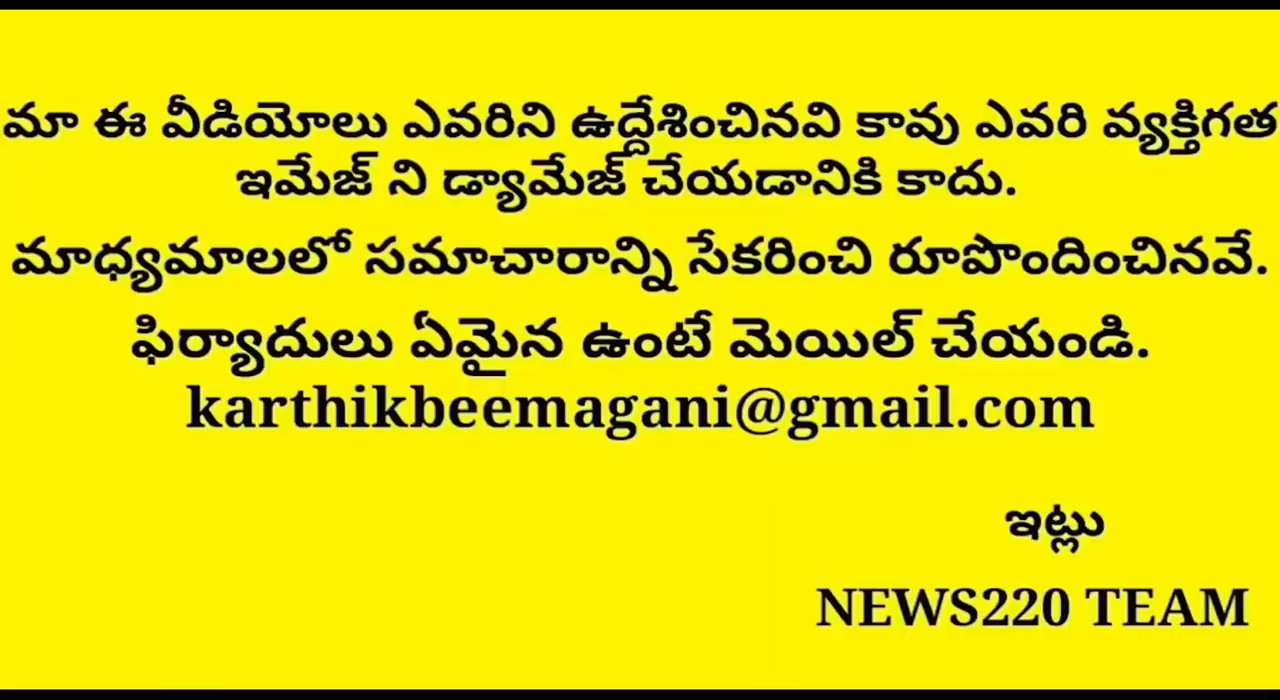 మా ఈ వీడియోలు ఎవరిని ఉద్దేశించినవి కావు ఎవరి వ్యక్తిగత
ఇమేజ్ ని డ్యామేజ్ చేయడానికి కాదు.
మాధ్యమాలలో సమాచారాన్ని సేకరించి రూపొందించినవే.
ఫిర్యాదులు ఏమైన ఉంటే మెయిల్ చేయండి.
karthikbeemagani@gmail.com
ఇట్లు
NEWS220 TEAM